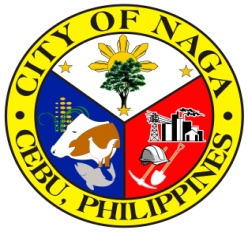 CITY OF NAGA
CEBU, PHILIPPINES